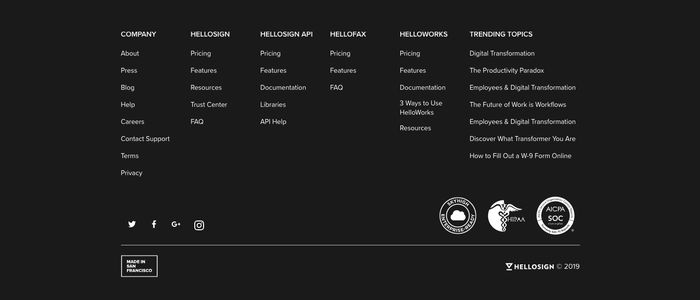 COMPANY
About
Press
Blog
Help
Careers
Contact Support
Terms
Privacy
HELLOSIGN
Pricing
Features
Resources
Trust Center
FAQ
HELLOSIGN API
Pricing
Features
Documentation
Libraries
API Help
HELLOFAX
Pricing
Features
FAQ
HELLOWORKS
Pricing
Features
Documentation
3 Ways to Use
HelloWorks
Resources
TRENDING TOPICS
Digital Transformation
The Productivity Paradox
Employees & Digital Transformation
The Future of Work is Workflows
Employees & Digital Transformation
Discover What Transformer You Are
How to Fill Out a W-9 Form Online
SKYHIGH
ENTERPRISE-READY
HIPAA
AICPA
SOC
MADE IN
SAN
FRANCISCO
HELLOSIGN © 2019